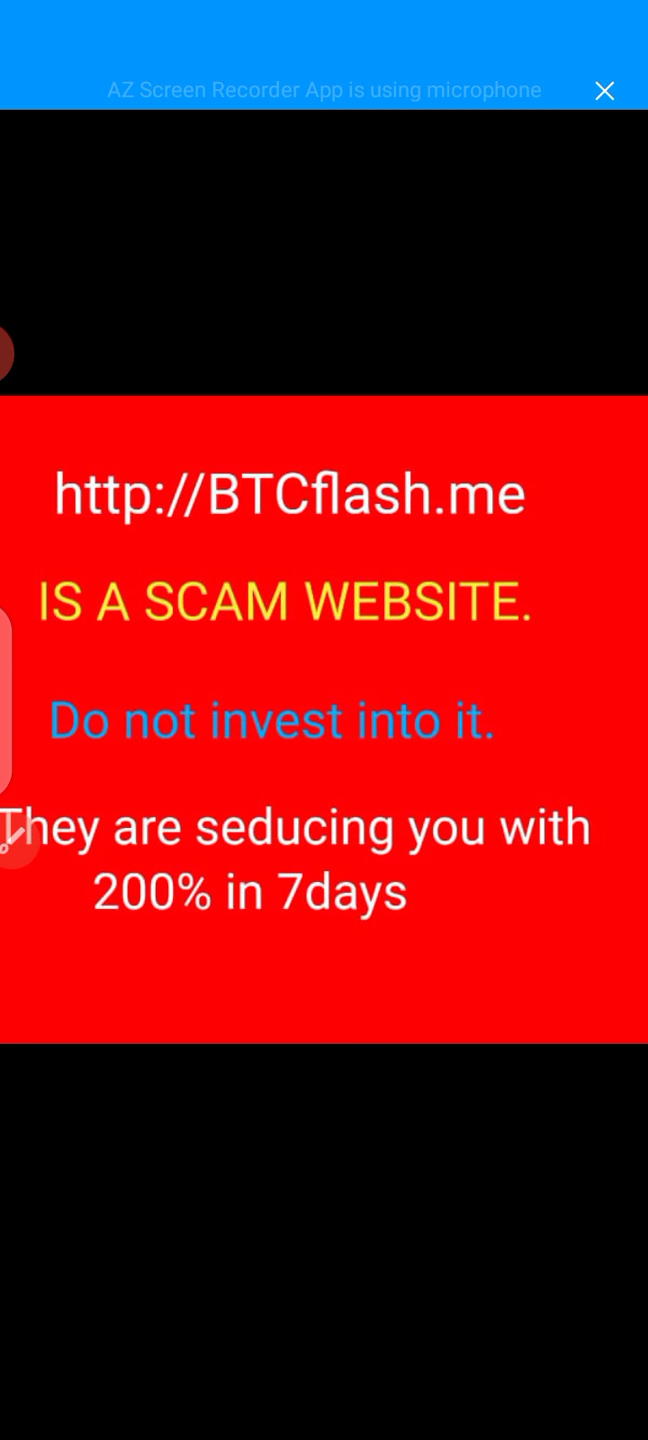 AZ Screen Recorder App is using microphone
http://BTCflash.me
IS A SCAM WEBSITE.
Do not invest into it.
They are seducing you with
200% in 7days